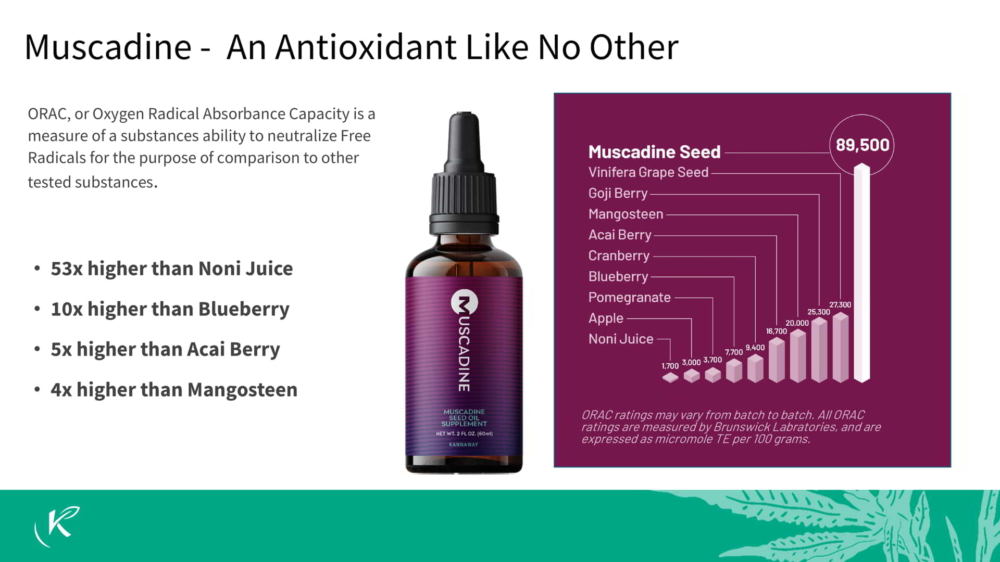 Muscadine - An Antioxidant Like No Other
ORAC, or Oxygen Radical Absorbance Capacity is a
measure of a substances ability to neutralize Free
Radicals for the purpose of comparison to other
tested substances.
• 53x higher than Noni Juice
• 10x higher than Blueberry
• 5x higher than Acai Berry
• 4x higher than Mangosteen
MUSCADINE
MUSCADINE
SEED OIL
SUPPLEMENT
NET WT. 2 FL OZ. (60ml)
KANNAWAY
Muscadine Seed
89,500
Vinifera Grape Seed
Goji Berry
Mangosteen
Acai Berry
Cranberry
Blueberry
Pomegranate
Apple
Noni Juice
1,700
3,000
3,700
7,700
9,400
16,700
20,000
25,300
27,300
ORAC ratings may vary from batch to batch. All ORAC
ratings are measured by Brunswick Labratories, and are
expressed as micromole TE per 100 grams.
K